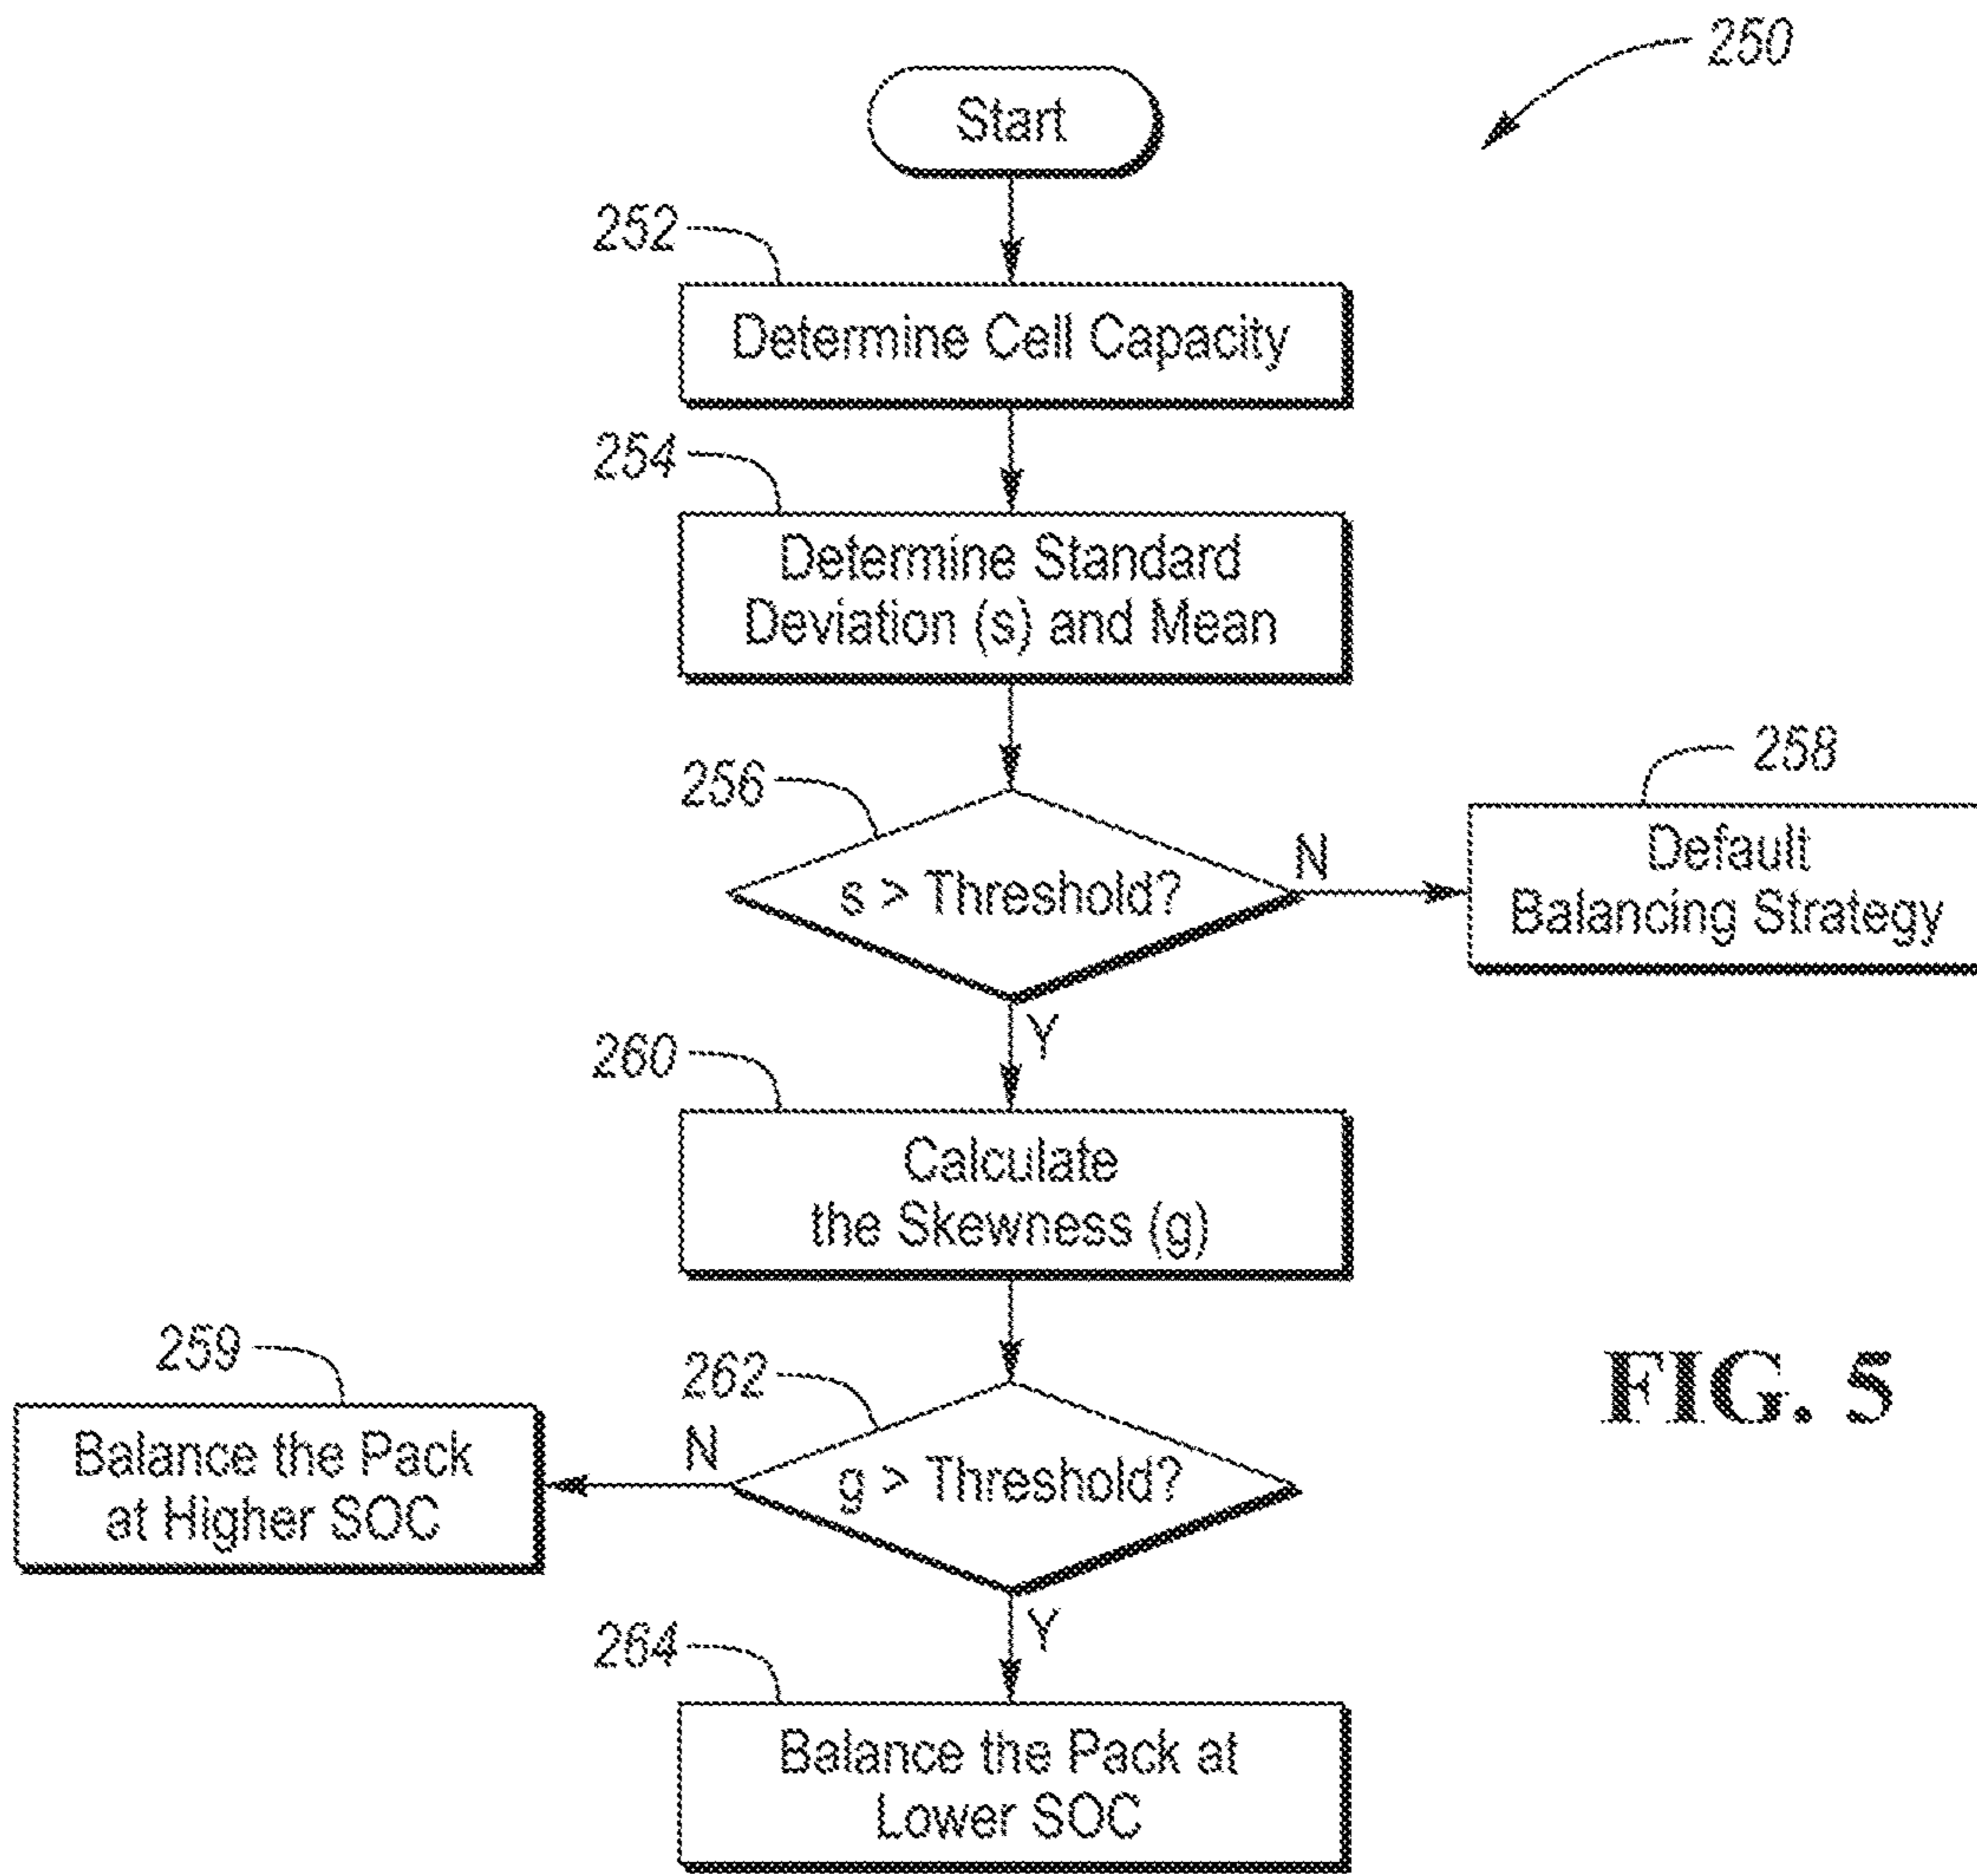 250
Start
252
Determine Cell Capacity
254
Determine Standard
Deviation (s) and Mean
256
s > Threshold?
N
258
Default
Balancing Strategy
Y
260
Calculate
the Skewness (g)
259
Balance the Pack
at Higher SOC
262
N
g > Threshold?
FIG. 5
Y
264
Balance the Pack at
Lower SOC